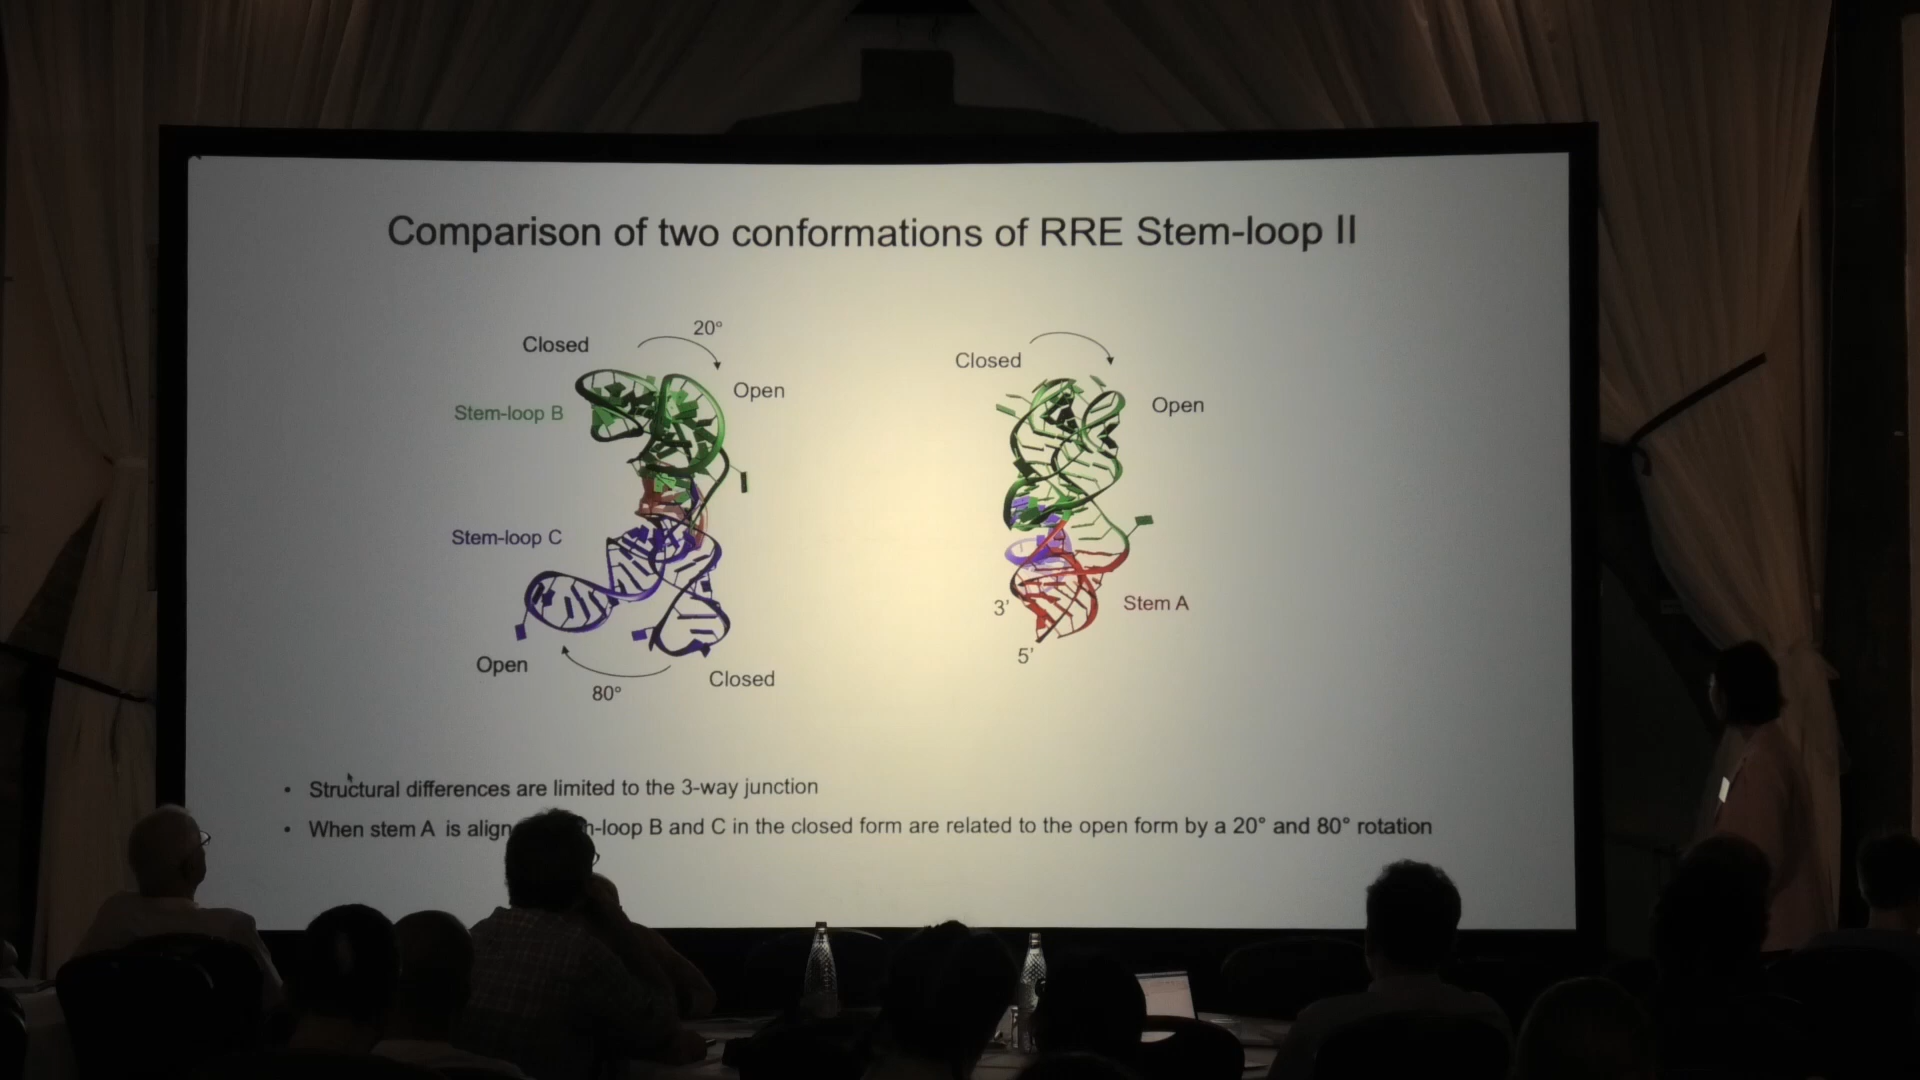 Comparison of two conformations of RRE Stem-loop II
20°
Closed
Open
Stem-loop B
Stem-loop C
Open
80°
Closed
Closed
Open
3'
Stem A
5'
• Structural differences are limited to the 3-way junction
• When stem A is align -loop B and C in the closed form are related to the open form by a 20° and 80° rotation